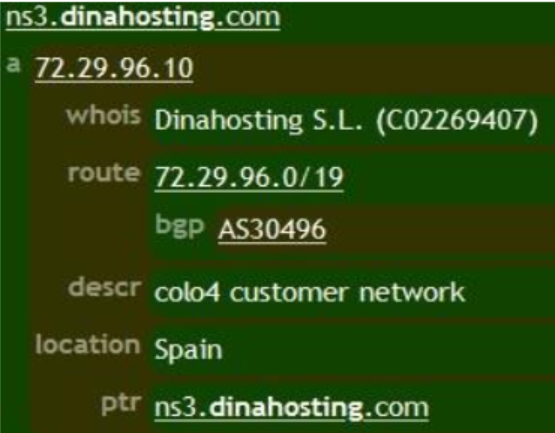 ns3.dinahosting.com
a 72.29.96.10
whois Dinahosting S.L. (C02269407)
route 72.29.96.0/19
bgp AS30496
descr colo4 customer network
location Spain
ptr ns3.dinahosting.com